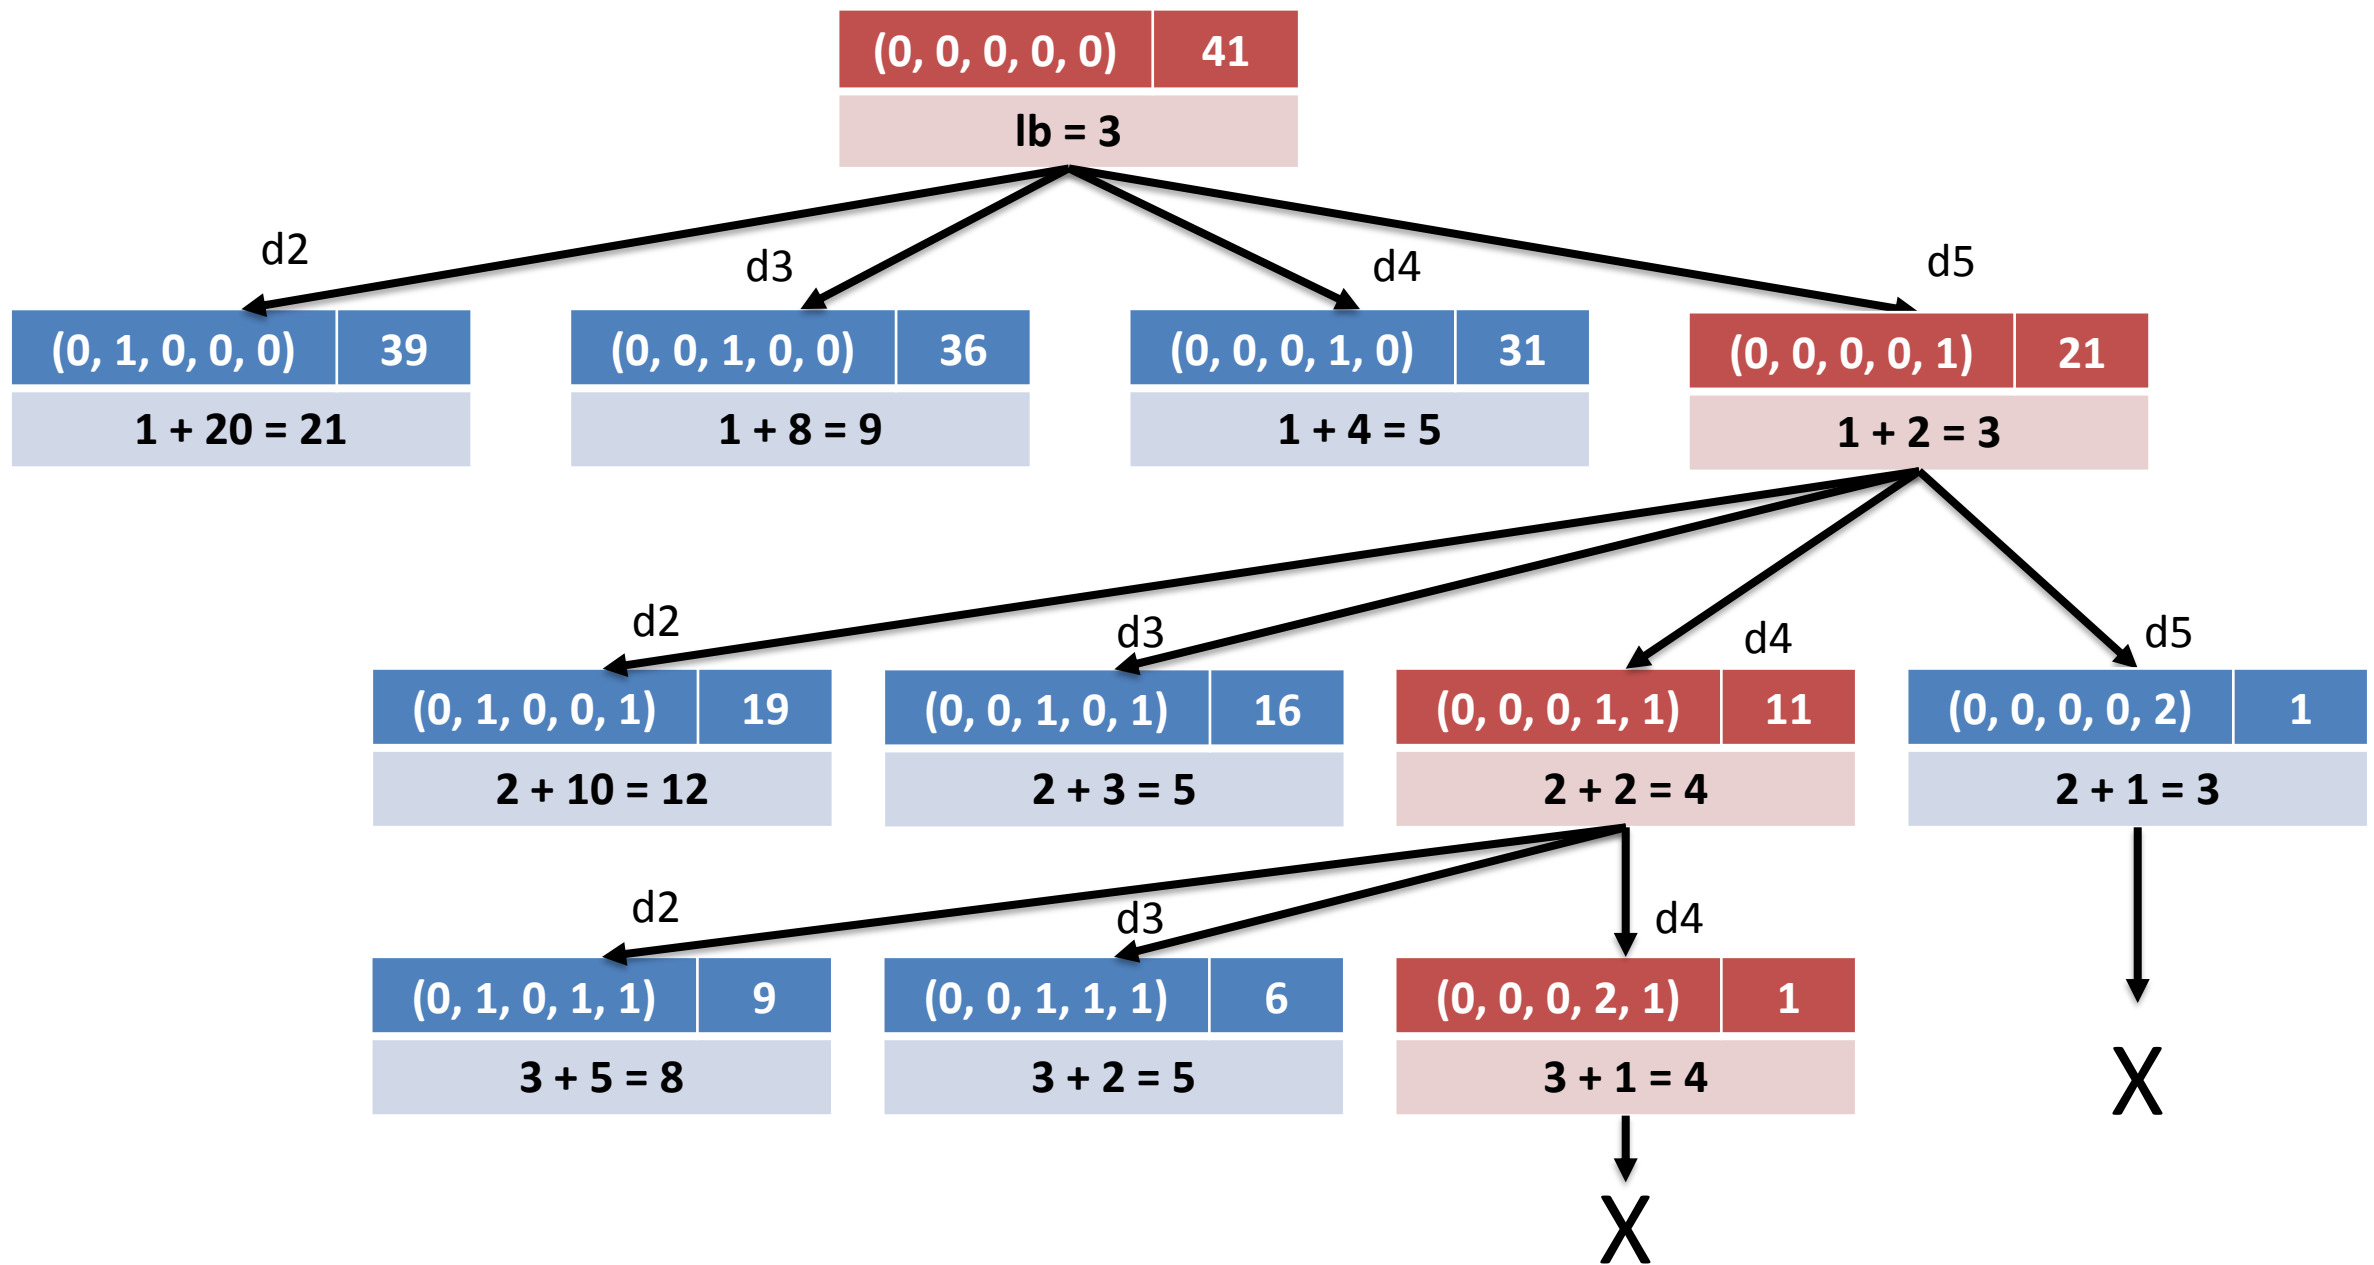 (0, 0, 0, 0, 0) 41
lb = 3
d2 d3 d4 d5
(0, 1, 0, 0, 0) 39 (0, 0, 1, 0, 0) 36 (0, 0, 0, 1, 0) 31 (0, 0, 0, 0, 1) 21
1 + 20 = 21 1 + 8 = 9 1 + 4 = 5 1 + 2 = 3
d2 d3 d4 d5
(0, 1, 0, 0, 1) 19 (0, 0, 1, 0, 1) 16 (0, 0, 0, 1, 1) 11 (0, 0, 0, 0, 2) 1
2 + 10 = 12 2 + 3 = 5 2 + 2 = 4 2 + 1 = 3
d2 d3 d4
(0, 1, 0, 1, 1) 9 (0, 0, 1, 1, 1) 6 (0, 0, 0, 2, 1) 1
3 + 5 = 8 3 + 2 = 5 3 + 1 = 4 X
X